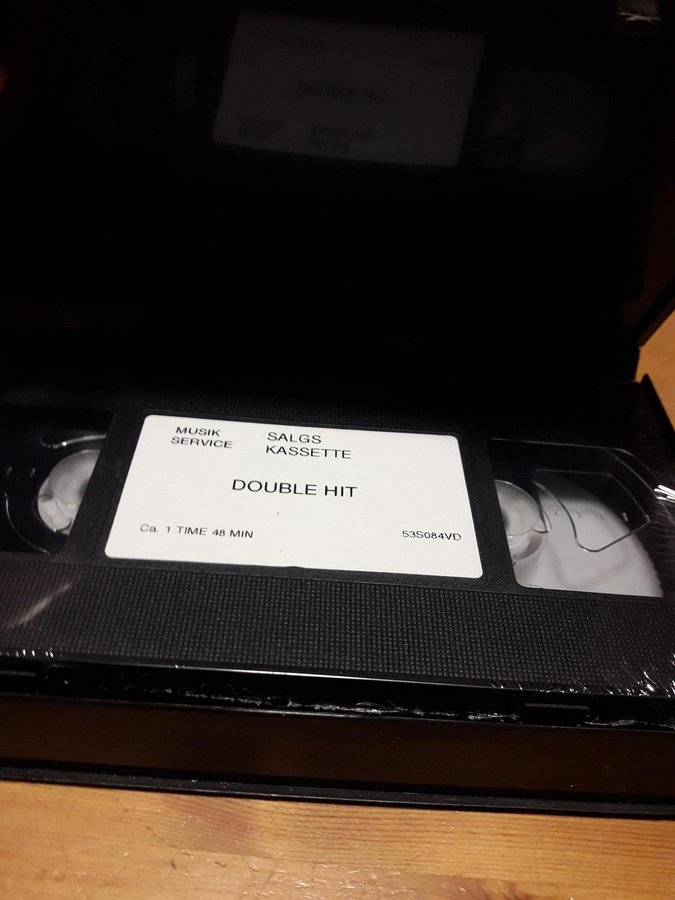 MUSIK SERVICE
SALGS KASSETTE
DOUBLE HIT
Ca. 1 TIME 48 MIN
53S084VD